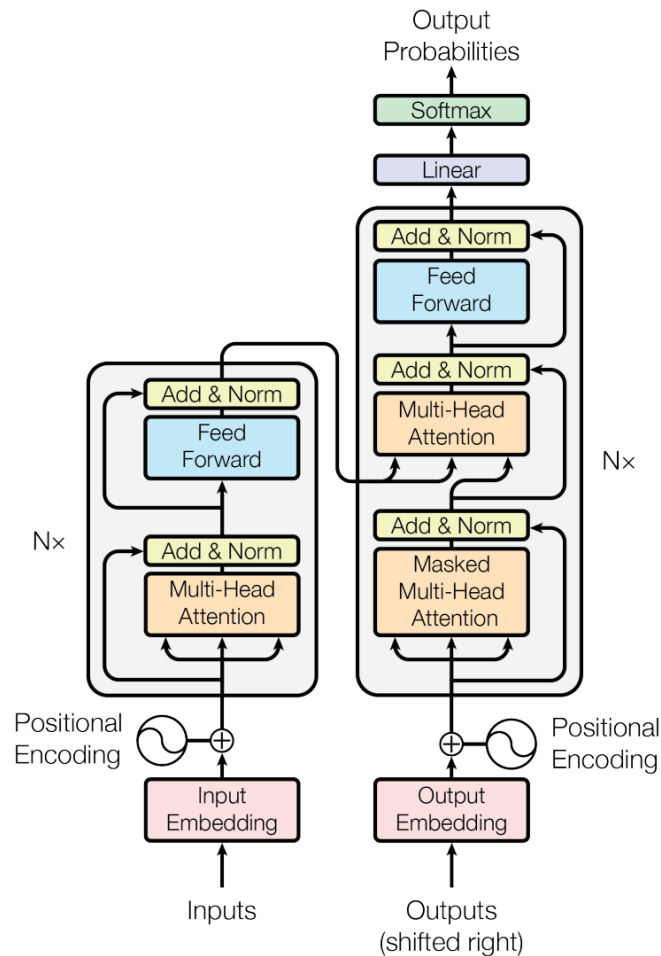 Output
Probabilities
Softmax
Linear
Add & Norm
Feed
Forward
Add & Norm
Multi-Head
Attention
Add & Norm
Masked
Multi-Head
Attention
N×
Add & Norm
Feed
Forward
Add & Norm
Multi-Head
Attention
N×
Positional
Encoding
+
Input
Embedding
Inputs
+
Positional
Encoding
Output
Embedding
Outputs
(shifted right)